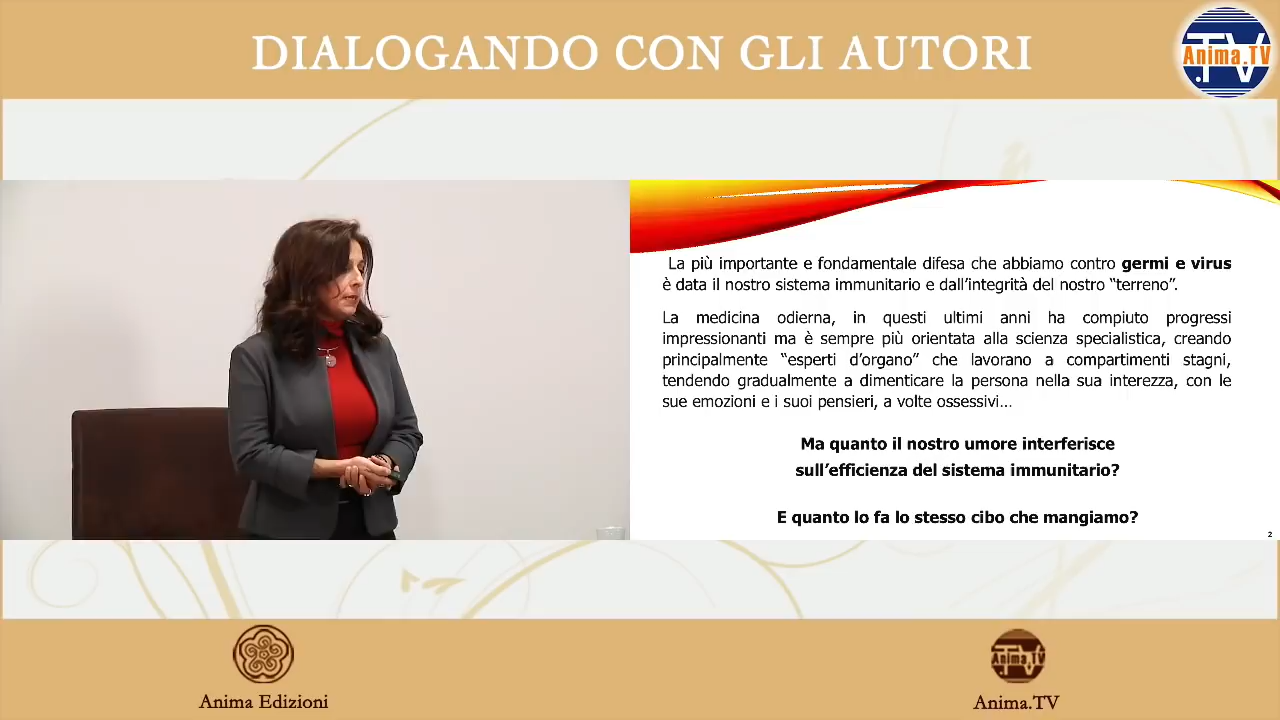 DIALOGANDO CON GLI AUTORI
Anima.TV
TV
La più importante e fondamentale difesa che abbiamo contro germi e virus
è data il nostro sistema immunitario e dall'integrità del nostro “terreno”.
La medicina odierna, in questi ultimi anni ha compiuto progressi
impressionanti ma è sempre più orientata alla scienza specialistica, creando
principalmente “esperti d'organo” che lavorano a compartimenti stagni,
tendendo gradualmente a dimenticare la persona nella sua interezza, con le
sue emozioni e i suoi pensieri, a volte ossessivi...
Ma quanto il nostro umore interferisce
sull'efficienza del sistema immunitario?
E quanto lo fa lo stesso cibo che mangiamo?
2
Anima.TV
TV
Anima Edizioni
Anima.TV